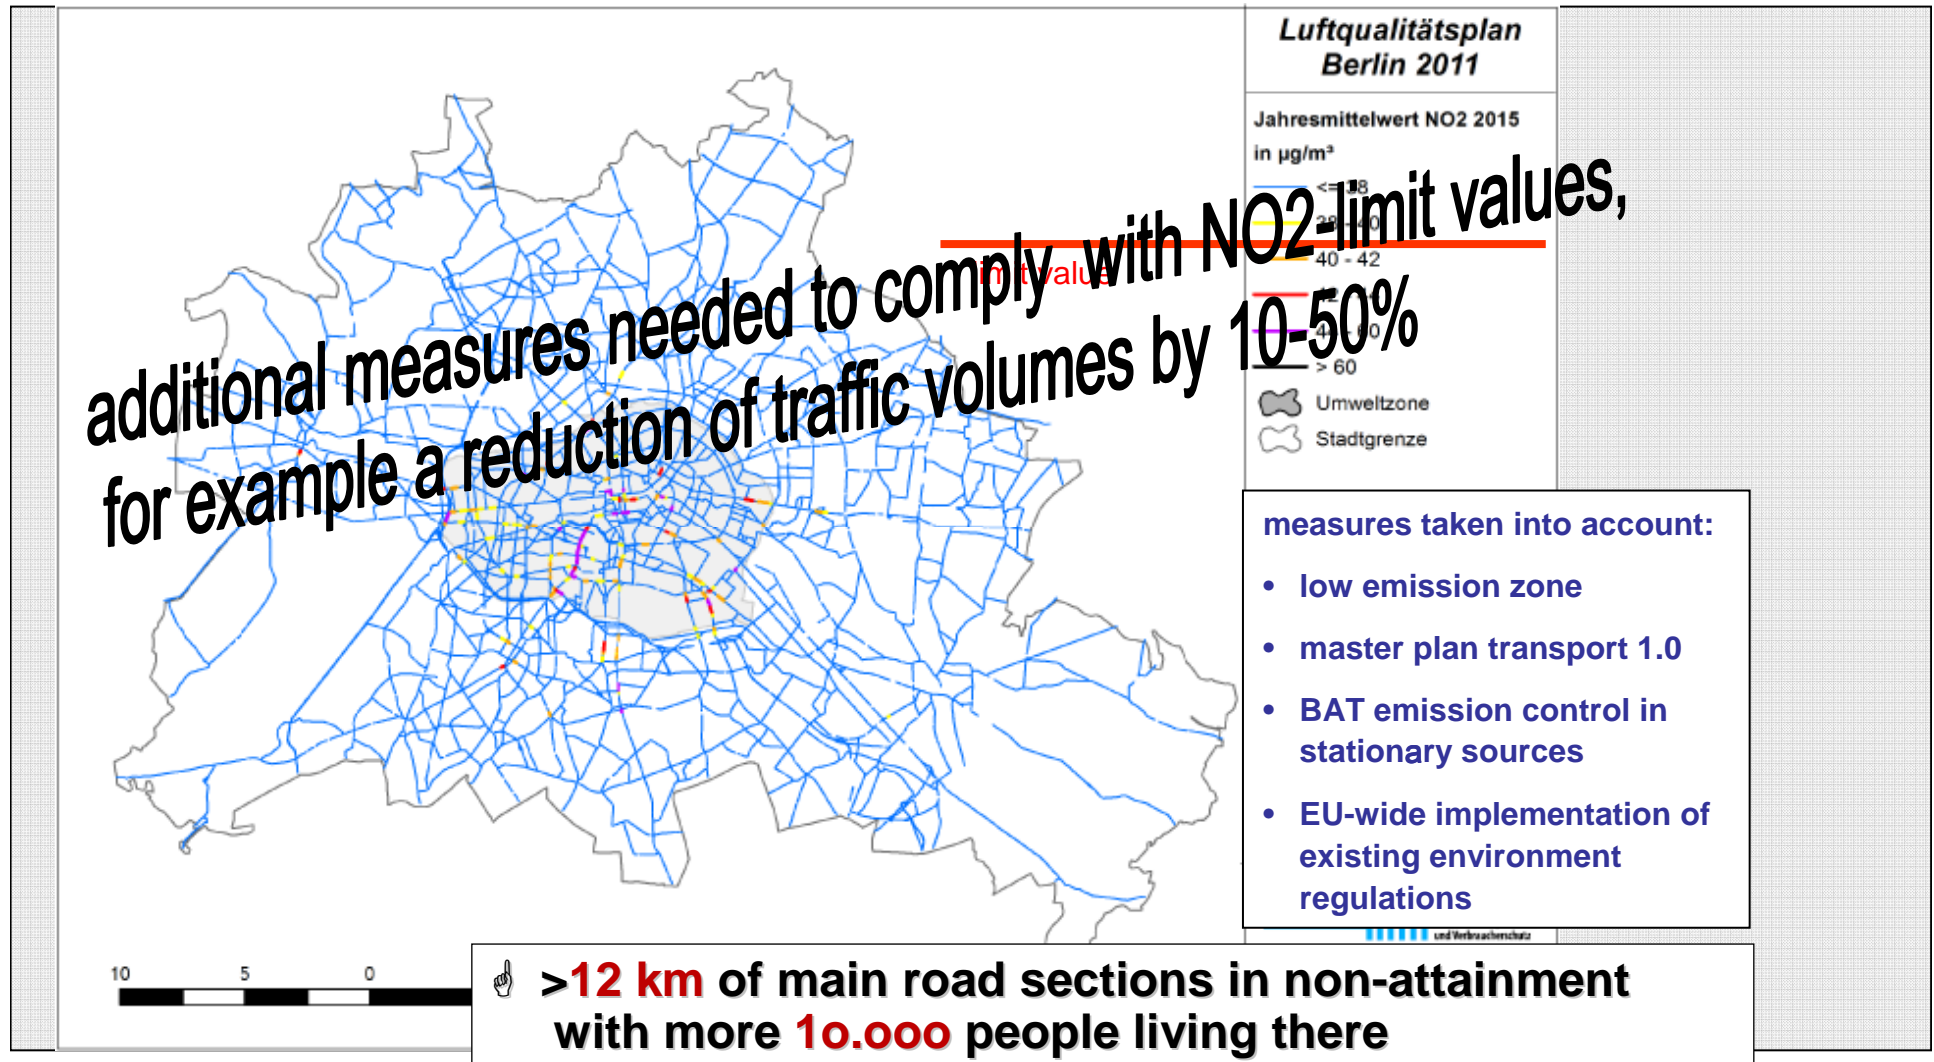 Luftqualitätsplan
Berlin 2011
Jahresmittelwert NO2 2015
in µg/m³
40 - 42
> 60
Umweltzone
Stadtgrenze
additional measures needed to comply with NO2-limit values,
for example a reduction of traffic volumes by 10-50%
value
measures taken into account:
• low emission zone
• master plan transport 1.0
• BAT emission control in
stationary sources
• EU-wide implementation of
existing environment
regulations
und Verbraucherschutz
10 5 0
>12 km of main road sections in non-attainment
with more 1o.ooo people living there